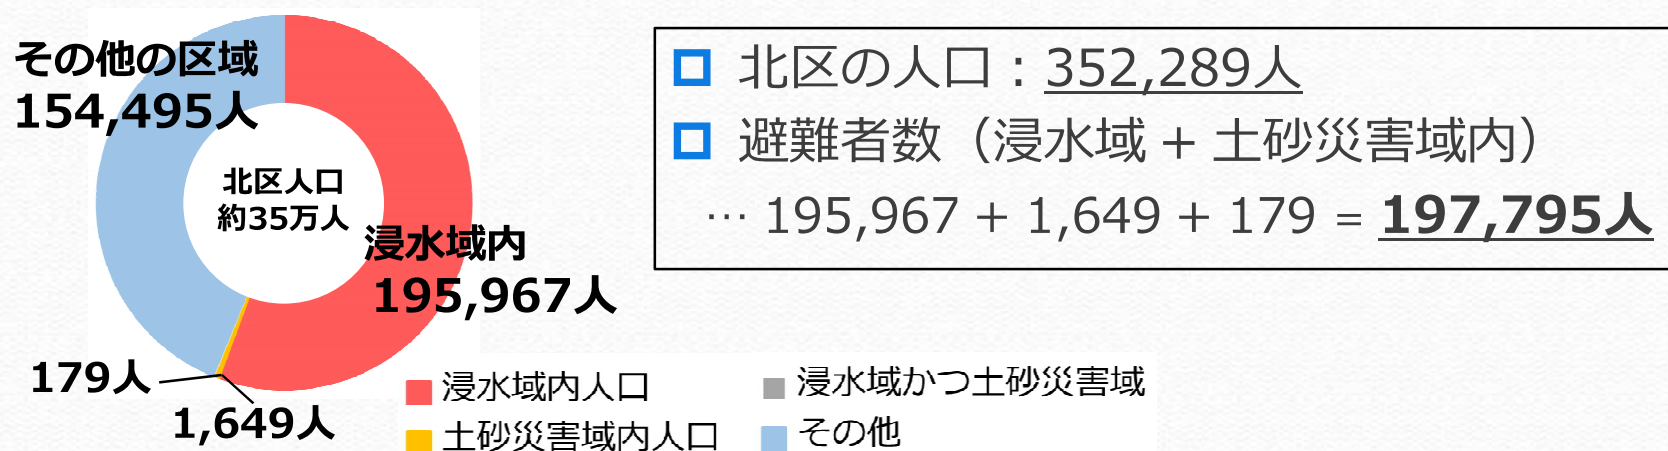 その他の区域
154,495人
北区人口
約35万人
浸水域内
195,967人
179人
1,649人
浸水域内人口
浸水域かつ土砂災害域
土砂災害域内人口
その他
北区の人口：352,289人
避難者数（浸水域 + 土砂災害域内）
… 195,967 + 1,649 + 179 = 197,795人